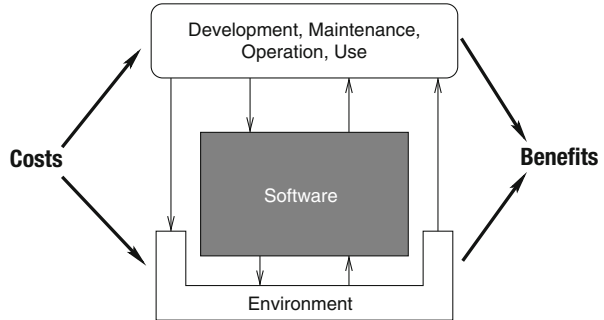 Development, Maintenance,
Operation, Use
Costs
Benefits
Software
Environment